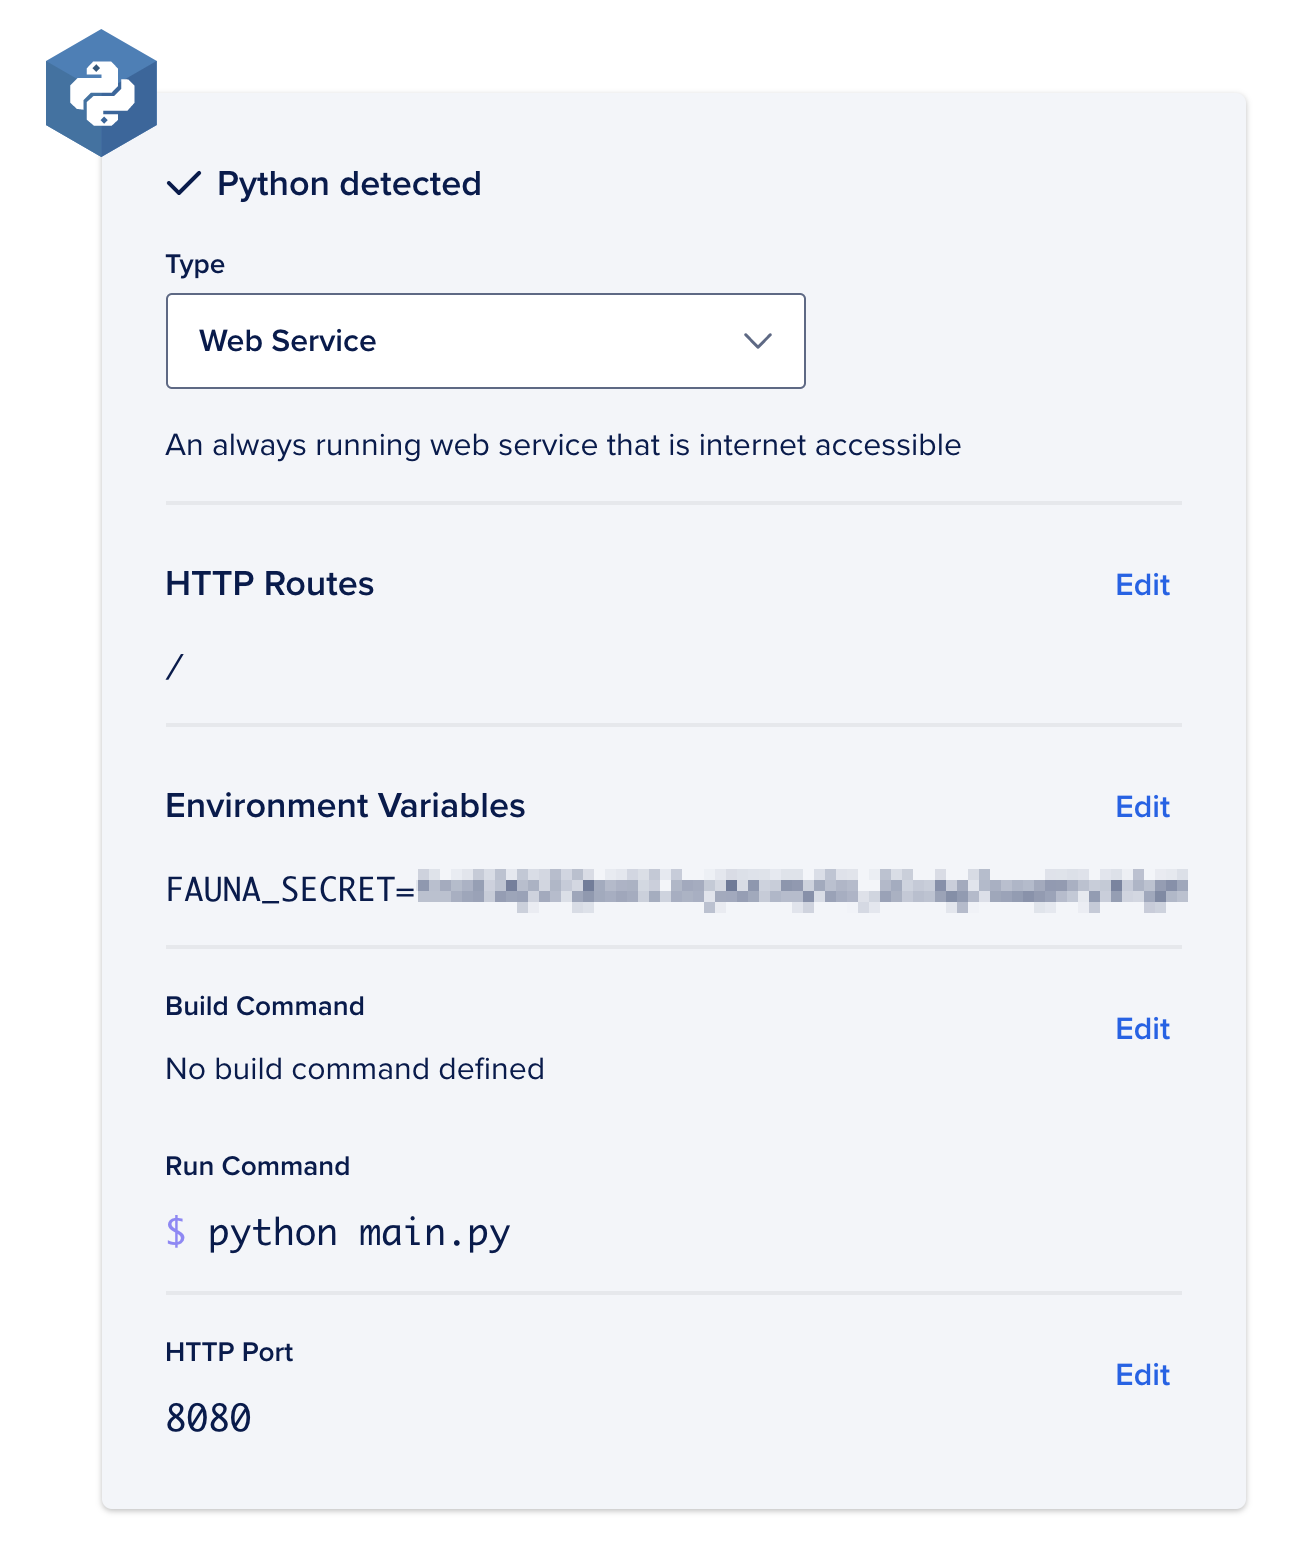 Python detected
Type
Web Service
An always running web service that is internet accessible
HTTP Routes
Edit
/
Environment Variables
Edit
FAUNA_SECRET=
Build Command
Edit
No build command defined
Run Command
$ python main.py
HTTP Port
Edit
8080